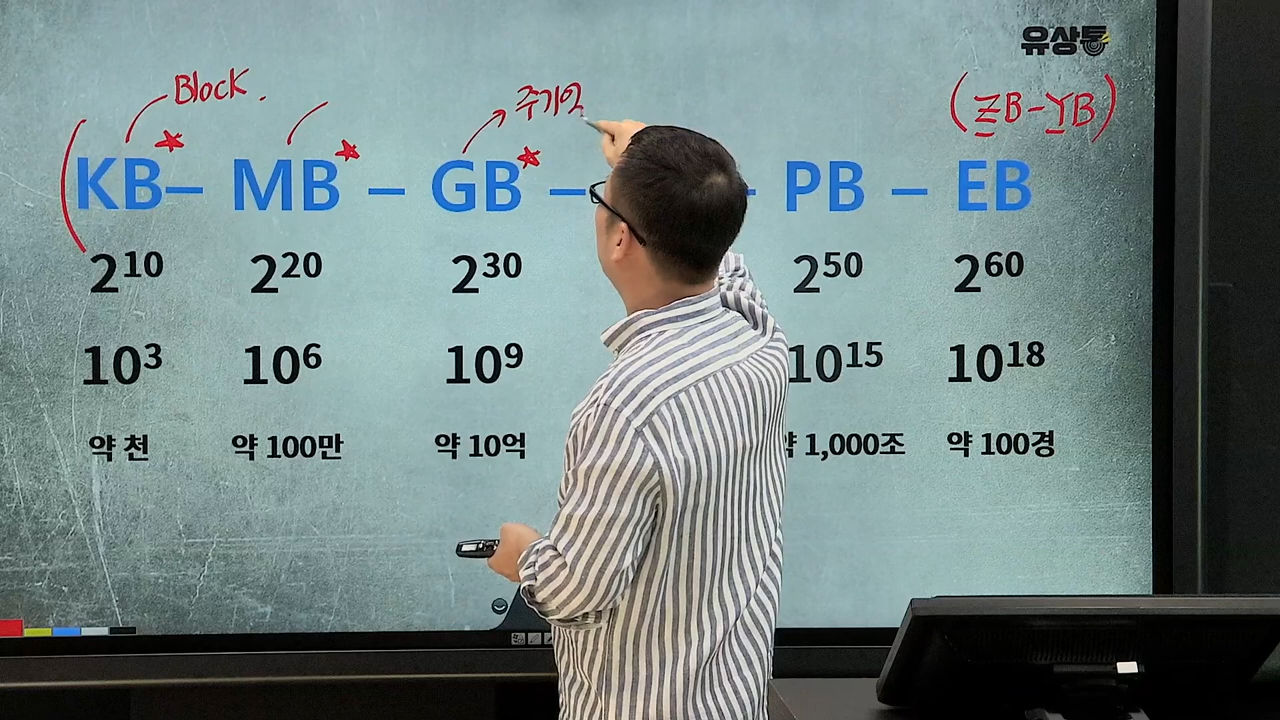 유상통
Block.
주기억
(ZB-YB)
KB – MB – GB – – PB – EB
2¹⁰ 2²⁰ 2³⁰ 2⁵⁰ 2⁶⁰
10³ 10⁶ 10⁹ 10¹⁵ 10¹⁸
약 천 약 100만 약 10억 약 1,000조 약 100경